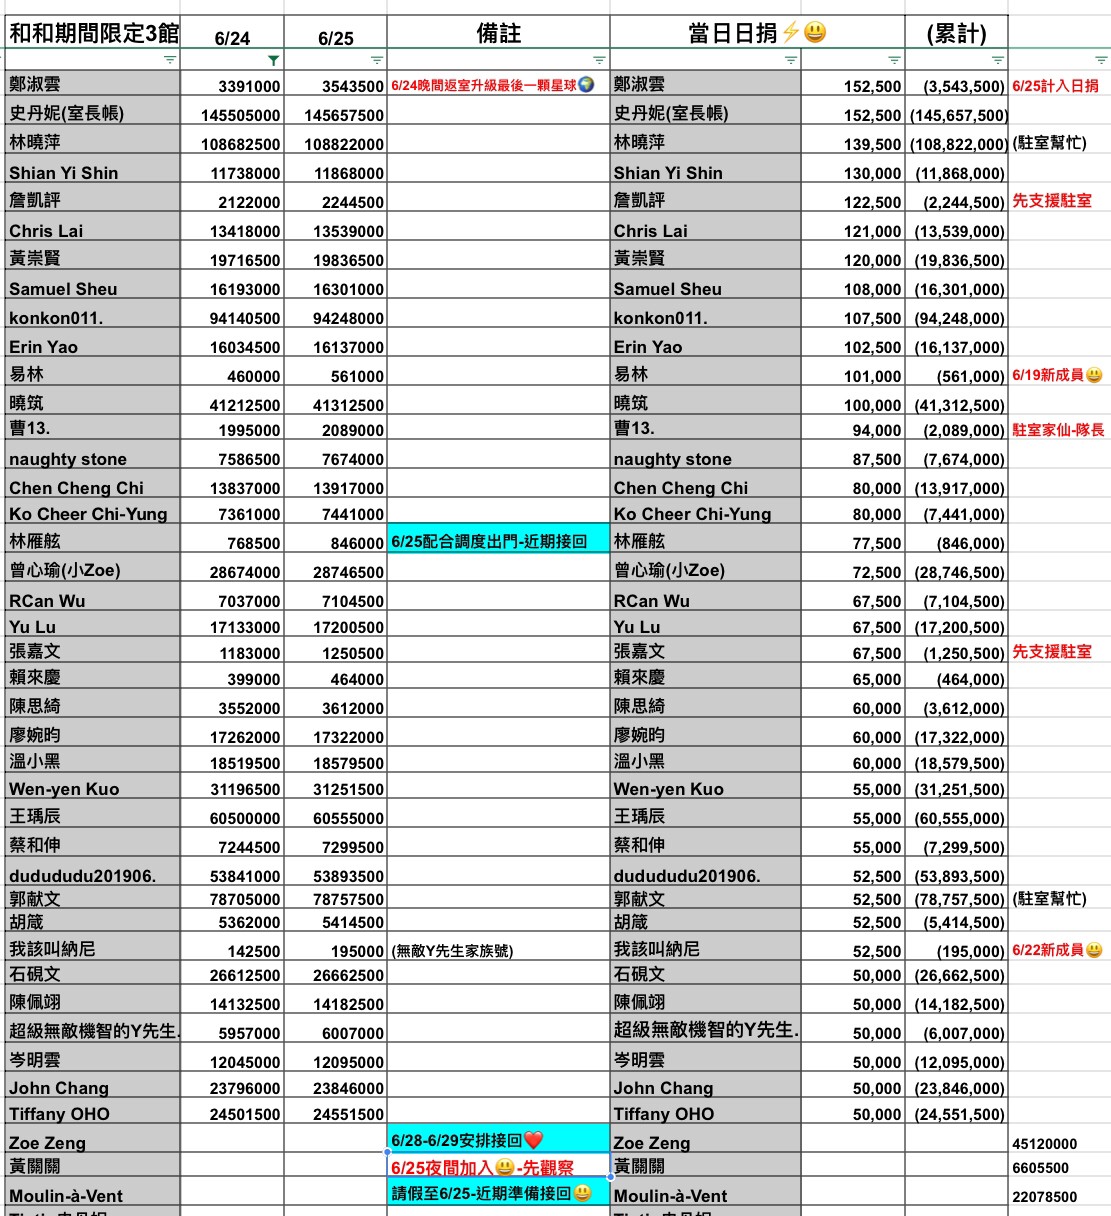 和和期間限定3館 6/24 6/25 備註 當日日捐⚡😃 (累計)
鄭淑雲 3391000 3543500 6/24晚間返室升級最後一顆星球🌍 鄭淑雲 152,500 (3,543,500) 6/25計入日捐
史丹妮(室長帳) 145505000 145657500 史丹妮(室長帳) 152,500 (145,657,500)
林曉萍 108682500 108822000 林曉萍 139,500 (108,822,000) (駐室幫忙)
Shian Yi Shin 11738000 11868000 Shian Yi Shin 130,000 (11,868,000)
詹凱評 2122000 2244500 詹凱評 122,500 (2,244,500) 先支援駐室
Chris Lai 13418000 13539000 Chris Lai 121,000 (13,539,000)
黃崇賢 19716500 19836500 黃崇賢 120,000 (19,836,500)
Samuel Sheu 16193000 16301000 Samuel Sheu 108,000 (16,301,000)
konkon011. 94140500 94248000 konkon011. 107,500 (94,248,000)
Erin Yao 16034500 16137000 Erin Yao 102,500 (16,137,000)
易林 460000 561000 易林 101,000 (561,000) 6/19新成員😃
曉筑 41212500 41312500 曉筑 100,000 (41,312,500)
曹13. 1995000 2089000 曹13. 94,000 (2,089,000) 駐室家仙-隊長
naughty stone 7586500 7674000 naughty stone 87,500 (7,674,000)
Chen Cheng Chi 13837000 13917000 Chen Cheng Chi 80,000 (13,917,000)
Ko Cheer Chi-Yung 7361000 7441000 Ko Cheer Chi-Yung 80,000 (7,441,000)
林雁舷 768500 846000 6/25配合調度出門-近期接回 林雁舷 77,500 (846,000)
曾心瑜(小Zoe) 28674000 28746500 曾心瑜(小Zoe) 72,500 (28,746,500)
RCan Wu 7037000 7104500 RCan Wu 67,500 (7,104,500)
Yu Lu 17133000 17200500 Yu Lu 67,500 (17,200,500)
張嘉文 1183000 1250500 張嘉文 67,500 (1,250,500) 先支援駐室
賴來慶 399000 464000 賴來慶 65,000 (464,000)
陳思綺 3552000 3612000 陳思綺 60,000 (3,612,000)
廖婉昀 17262000 17322000 廖婉昀 60,000 (17,322,000)
溫小黑 18519500 18579500 溫小黑 60,000 (18,579,500)
Wen-yen Kuo 31196500 31251500 Wen-yen Kuo 55,000 (31,251,500)
王瑀辰 60500000 60555000 王瑀辰 55,000 (60,555,000)
蔡和伸 7244500 7299500 蔡和伸 55,000 (7,299,500)
dudududu201906. 53841000 53893500 dudududu201906. 52,500 (53,893,500)
郭献文 78705000 78757500 郭献文 52,500 (78,757,500) (駐室幫忙)
胡箴 5362000 5414500 胡箴 52,500 (5,414,500)
我該叫納尼 142500 195000 (無敵Y先生家族號) 我該叫納尼 52,500 (195,000) 6/22新成員😃
石硯文 26612500 26662500 石硯文 50,000 (26,662,500)
陳佩翊 14132500 14182500 陳佩翊 50,000 (14,182,500)
超級無敵機智的Y先生. 5957000 6007000 超級無敵機智的Y先生. 50,000 (6,007,000)
岑明雲 12045000 12095000 岑明雲 50,000 (12,095,000)
John Chang 23796000 23846000 John Chang 50,000 (23,846,000)
Tiffany OHO 24501500 24551500 Tiffany OHO 50,000 (24,551,500)
Zoe Zeng 6/28-6/29安排接回❤️ Zoe Zeng 45120000
黃關關 6/25夜間加入😃-先觀察 黃關關 6605500
Moulin-à-Vent 請假至6/25-近期準備接回😃 Moulin-à-Vent 22078500